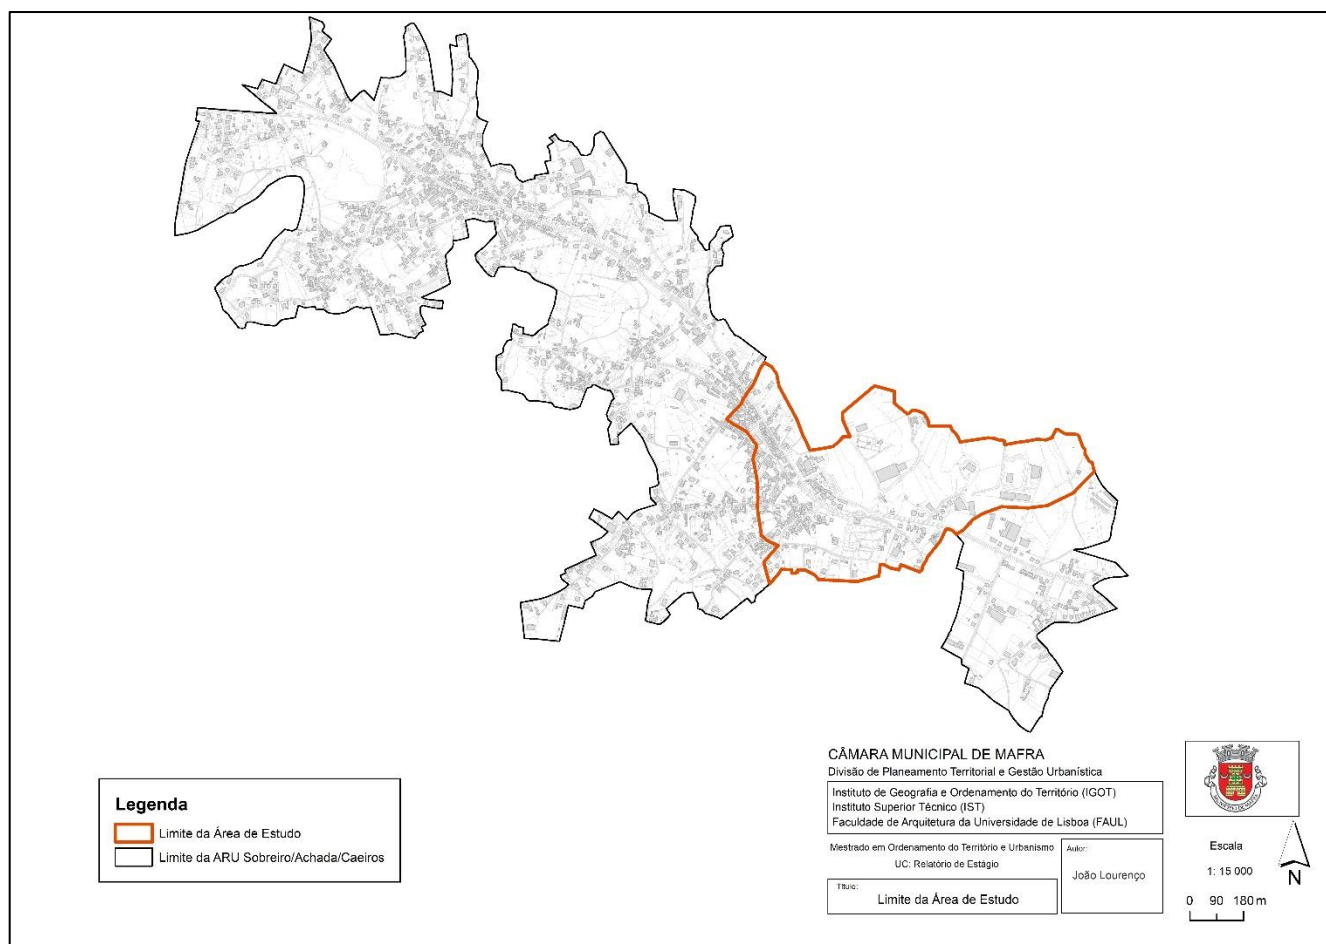 CÂMARA MUNICIPAL DE MAFRA
Divisão de Planeamento Territorial e Gestão Urbanística
Instituto de Geografia e Ordenamento do Território (IGOT)
Instituto Superior Técnico (IST)
Faculdade de Arquitetura da Universidade de Lisboa (FAUL)
Mestrado em Ordenamento do Território e Urbanismo
UC: Relatório de Estágio
Autor:
João Lourenço
Título:
Limite da Área de Estudo
MUNICÍPIO DE MAFRA
Escala
1: 15 000
N
0 90 180 m
Legenda
Limite da Área de Estudo
Limite da ARU Sobreiro/Achada/Caeiros